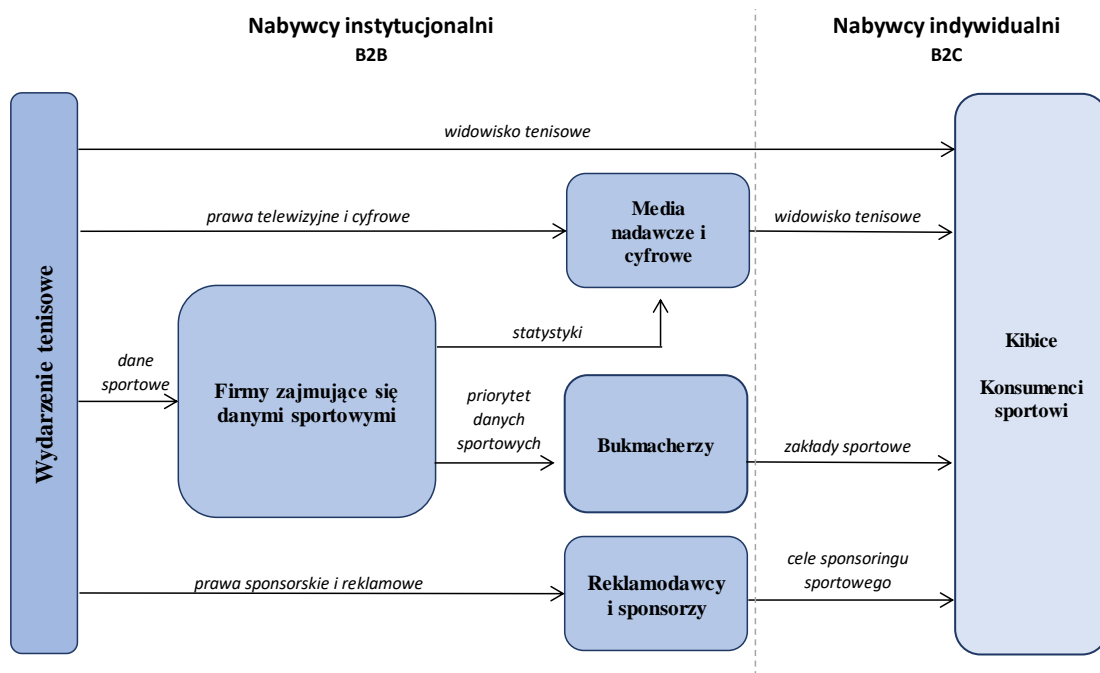 Nabywcy instytucjonalni
B2B
Nabywcy indywidualni
B2C
Wydarzenie tenisowe
widowisko tenisowe
prawa telewizyjne i cyfrowe
Media
nadawcze i
cyfrowe
widowisko tenisowe
statystyki
dane
sportowe
Firmy zajmujące się
danymi sportowymi
priorytet
danych
sportowych
Bukmacherzy
zakłady sportowe
Kibice
Konsumenci
sportowi
prawa sponsorskie i reklamowe
Reklamodawcy
i sponsorzy
cele sponsoringu
sportowego